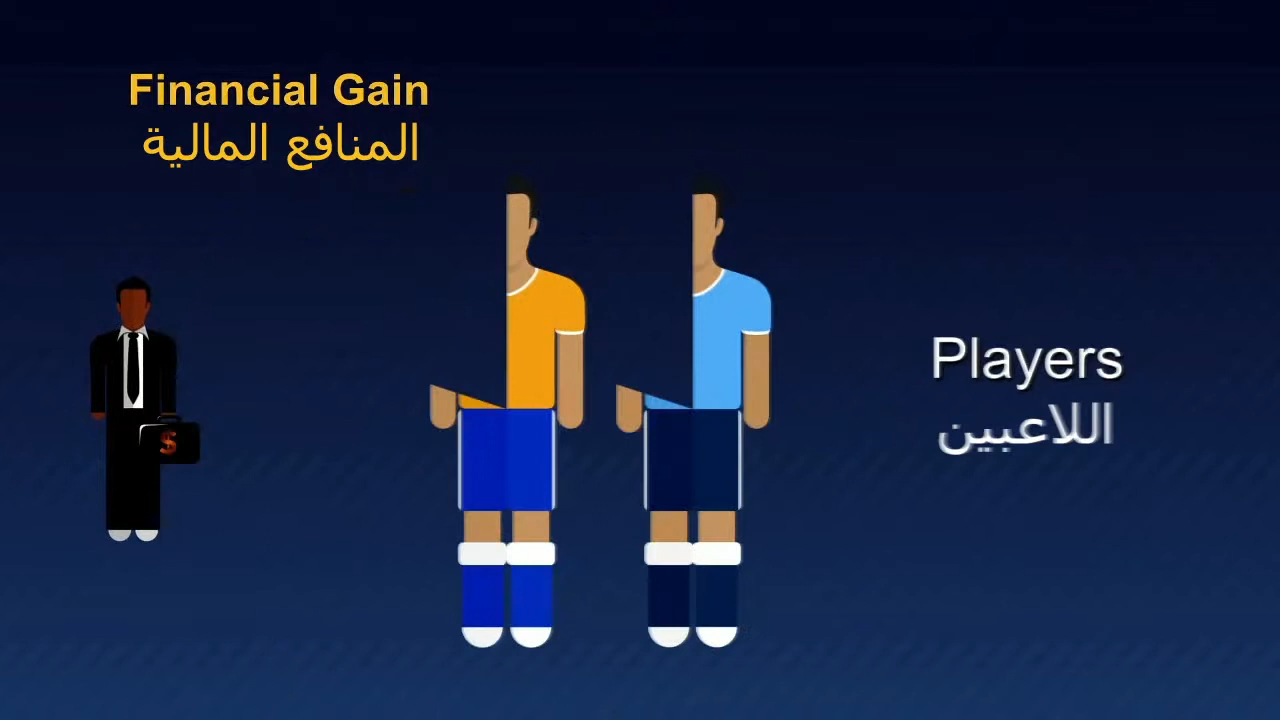 Financial Gain
المنافع المالية
$
Players
اللاعبين